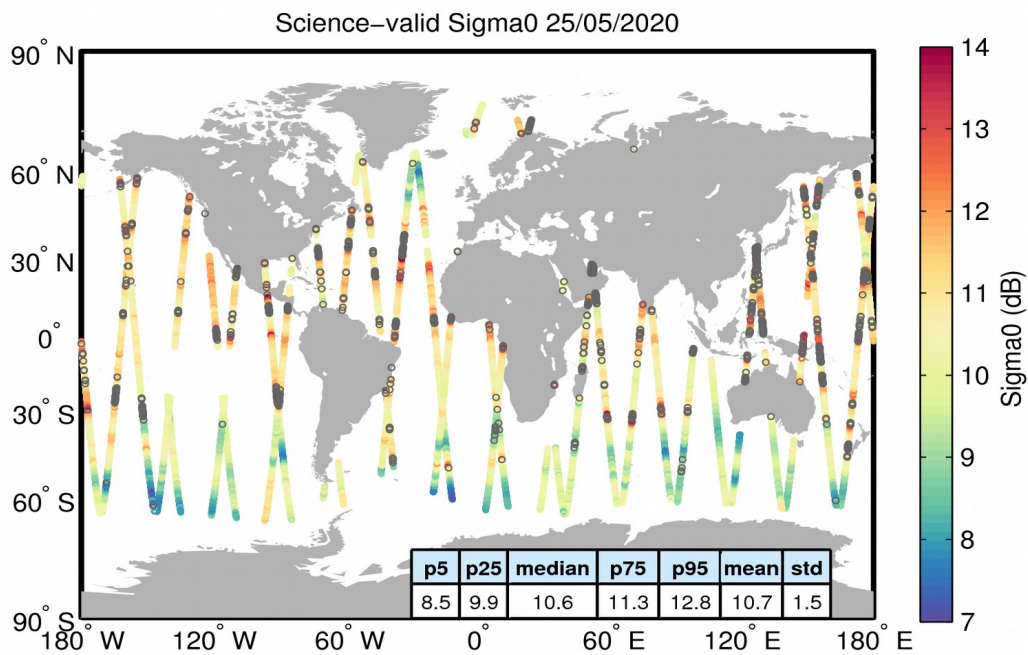 Science−valid Sigma0 25/05/2020
90° N
60° N
30° N
0°
30° S
60° S
90° S
180° W
120° W
60° W
0°
60° E
120° E
180° E
p5 p25 median p75 p95 mean std
8.5 9.9 10.6 11.3 12.8 10.7 1.5
14
13
12
11
10
9
8
7
Sigma0 (dB)